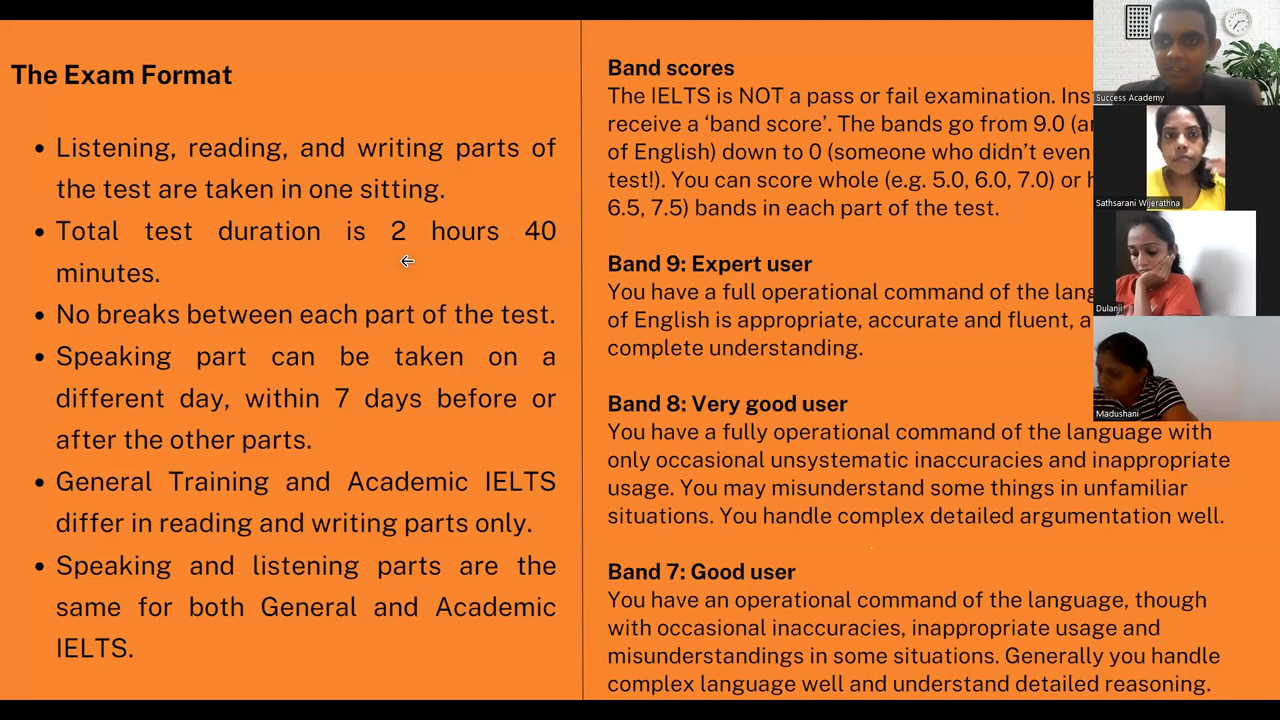 The Exam Format
• Listening, reading, and writing parts of
the test are taken in one sitting.
• Total test duration is 2 hours 40
minutes.
• No breaks between each part of the test.
• Speaking part can be taken on a
different day, within 7 days before or
after the other parts.
• General Training and Academic IELTS
differ in reading and writing parts only.
• Speaking and listening parts are the
same for both General and Academic
IELTS.
Band scores
The IELTS is NOT a pass or fail examination.
receive a ‘band score’. The bands go from 9.0
of English) down to 0 (someone who didn’t even
test!). You can score whole (e.g. 5.0, 6.0, 7.0) or
6.5, 7.5) bands in each part of the test.
Band 9: Expert user
You have a full operational command of the
of English is appropriate, accurate and fluent,
complete understanding.
Band 8: Very good user
You have a fully operational command of the language with
only occasional unsystematic inaccuracies and inappropriate
usage. You may misunderstand some things in unfamiliar
situations. You handle complex detailed argumentation well.
Band 7: Good user
You have an operational command of the language, though
with occasional inaccuracies, inappropriate usage and
misunderstandings in some situations. Generally you handle
complex language well and understand detailed reasoning.
Success Academy
Sathsarani Wijerathna
Dulanji
Madushani